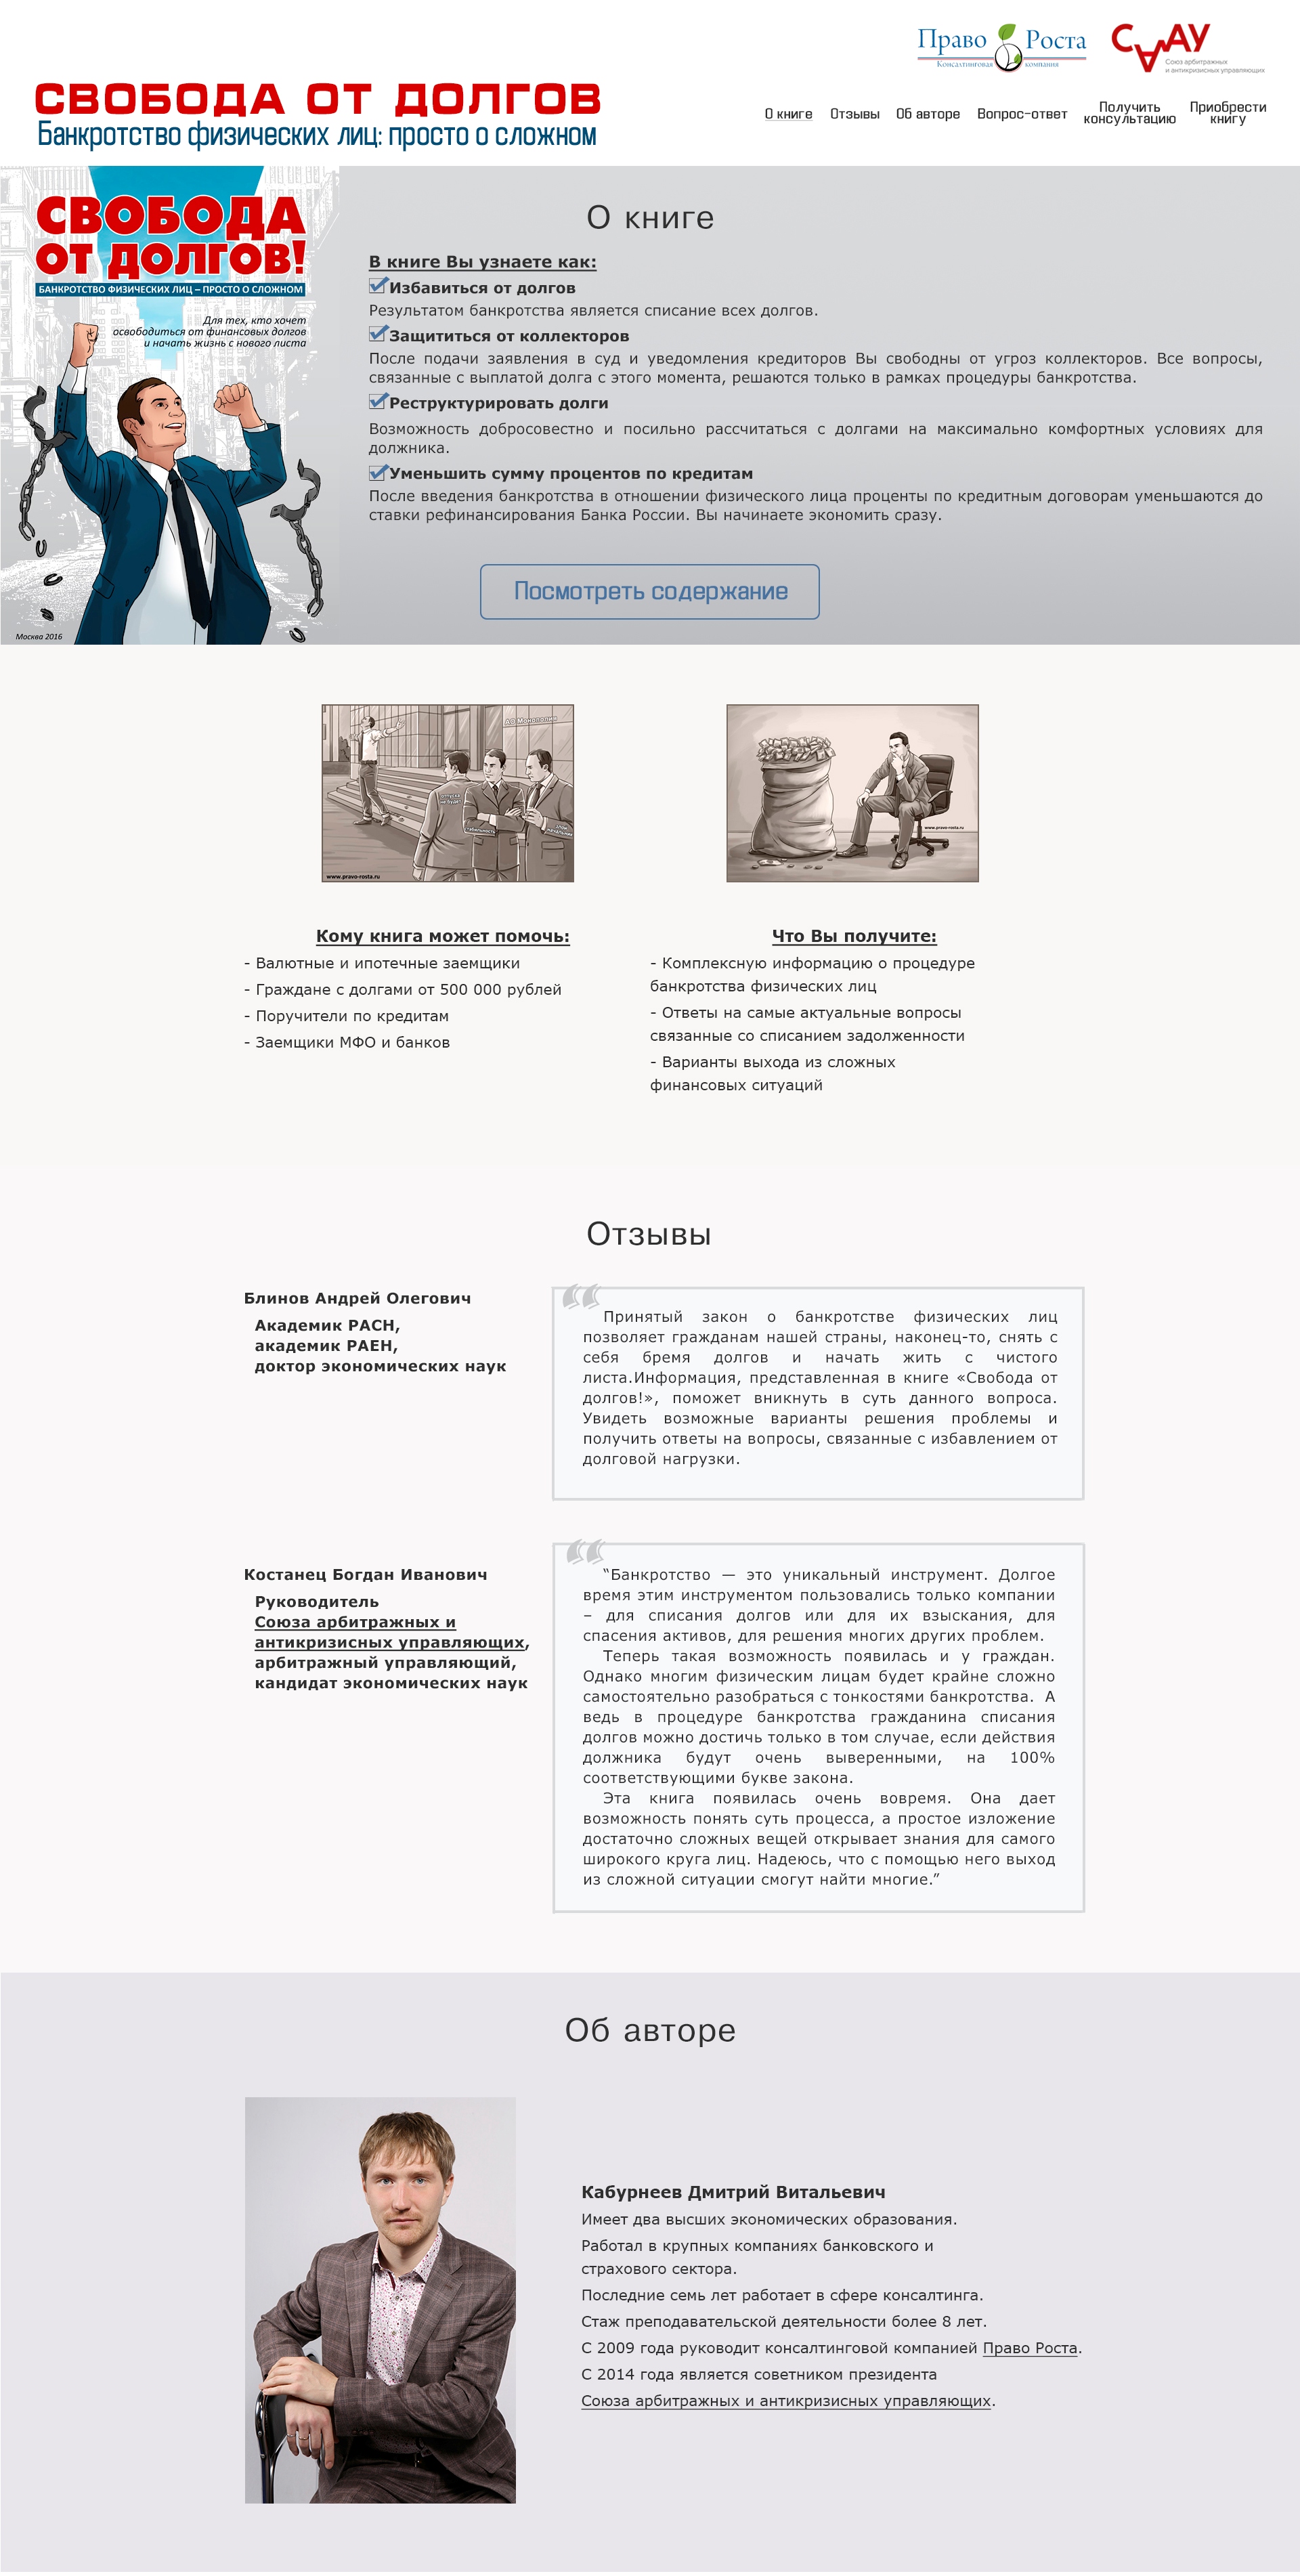 Право Роста
Консалтинговая компания
САМАУ
Союз арбитражных
и антикризисных управляющих
СВОБОДА ОТ ДОЛГОВ
Банкротство физических лиц: просто о сложном
О книге
Отзывы
Об авторе
Вопрос-ответ
Получить
консультацию
Приобрести
книгу
СВОБОДА
ОТ ДОЛГОВ!
БАНКРОТСТВО ФИЗИЧЕСКИХ ЛИЦ – ПРОСТО О СЛОЖНОМ
Для тех, кто хочет
освободиться от финансовых долгов
и начать жизнь с нового листа
Москва 2016
О книге
В книге Вы узнаете как:
Избавиться от долгов
Результатом банкротства является списание всех долгов.
Защититься от коллекторов
После подачи заявления в суд и уведомления кредиторов Вы свободны от угроз коллекторов. Все вопросы,
связанные с выплатой долга с этого момента, решаются только в рамках процедуры банкротства.
Реструктурировать долги
Возможность добросовестно и посильно рассчитаться с долгами на максимально комфортных условиях для
должника.
Уменьшить сумму процентов по кредитам
После введения банкротства в отношении физического лица проценты по кредитным договорам уменьшаются до
ставки рефинансирования Банка России. Вы начинаете экономить сразу.
Посмотреть содержание
АО Монополия
отпуска
не будет
стабильность
злой
начальник
www.pravo-rosta.ru
www.pravo-rosta.ru
Кому книга может помочь:
- Валютные и ипотечные заемщики
- Граждане с долгами от 500 000 рублей
- Поручители по кредитам
- Заемщики МФО и банков
Что Вы получите:
- Комплексную информацию о процедуре
банкротства физических лиц
- Ответы на самые актуальные вопросы
связанные со списанием задолженности
- Варианты выхода из сложных
финансовых ситуаций
Отзывы
Блинов Андрей Олегович
Академик РАСН,
академик РАЕН,
доктор экономических наук
Принятый закон о банкротстве физических лиц
позволяет гражданам нашей страны, наконец-то, снять с
себя бремя долгов и начать жить с чистого
листа.Информация, представленная в книге «Свобода от
долгов!», поможет вникнуть в суть данного вопроса.
Увидеть возможные варианты решения проблемы и
получить ответы на вопросы, связанные с избавлением от
долговой нагрузки.
Костанец Богдан Иванович
Руководитель
Союза арбитражных и
антикризисных управляющих,
арбитражный управляющий,
кандидат экономических наук
“Банкротство — это уникальный инструмент. Долгое
время этим инструментом пользовались только компании
– для списания долгов или для их взыскания, для
спасения активов, для решения многих других проблем.
Теперь такая возможность появилась и у граждан.
Однако многим физическим лицам будет крайне сложно
самостоятельно разобраться с тонкостями банкротства. А
ведь в процедуре банкротства гражданина списания
долгов можно достичь только в том случае, если действия
должника будут очень выверенными, на 100%
соответствующими букве закона.
Эта книга появилась очень вовремя. Она дает
возможность понять суть процесса, а простое изложение
достаточно сложных вещей открывает знания для самого
широкого круга лиц. Надеюсь, что с помощью него выход
из сложной ситуации смогут найти многие.”
Об авторе
Кабурнеев Дмитрий Витальевич
Имеет два высших экономических образования.
Работал в крупных компаниях банковского и
страхового сектора.
Последние семь лет работает в сфере консалтинга.
Стаж преподавательской деятельности более 8 лет.
С 2009 года руководит консалтинговой компанией Право Роста.
С 2014 года является советником президента
Союза арбитражных и антикризисных управляющих.